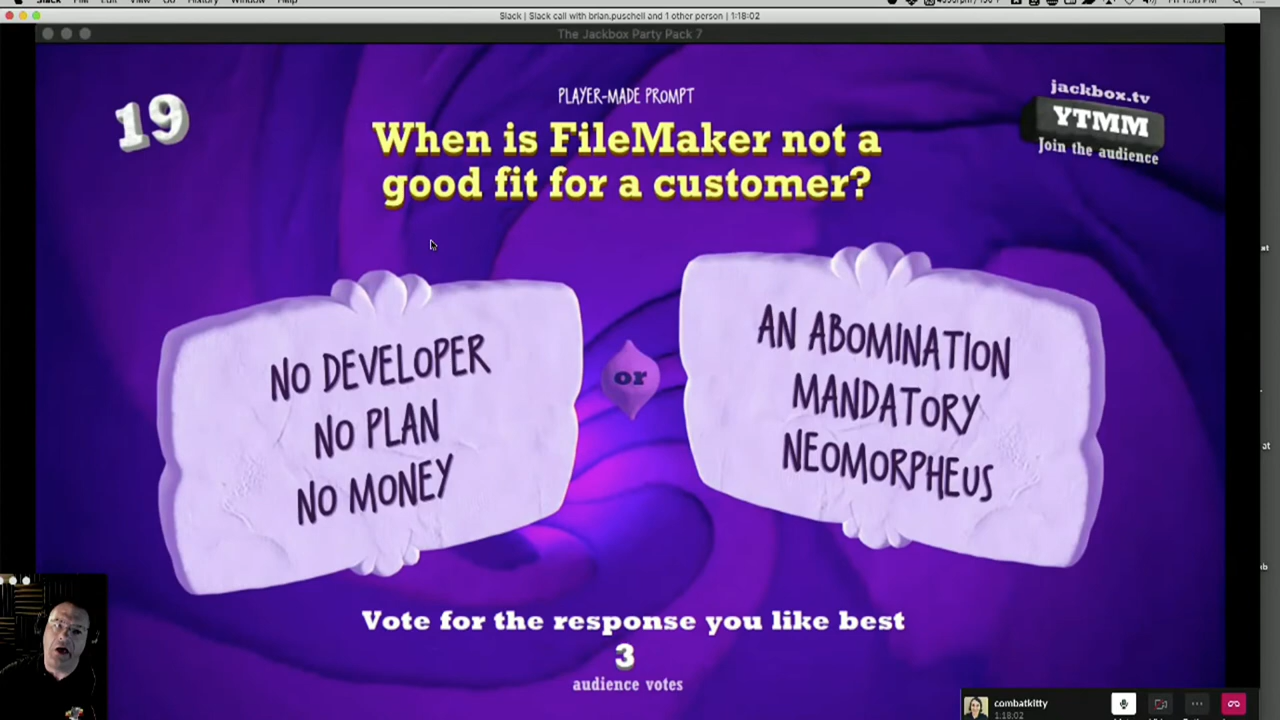 Slack | Slack call with brian.puschell and 1 other person | 1:18:02
The Jackbox Party Pack 7
19
PLAYER-MADE PROMPT
When is FileMaker not a
good fit for a customer?
jackbox.tv
YTMM
Join the audience
NO DEVELOPER
NO PLAN
NO MONEY
or
AN ABOMINATION
MANDATORY
NEOMORPHEUS
Vote for the response you like best
3
audience votes
combatkitty
1:18:02